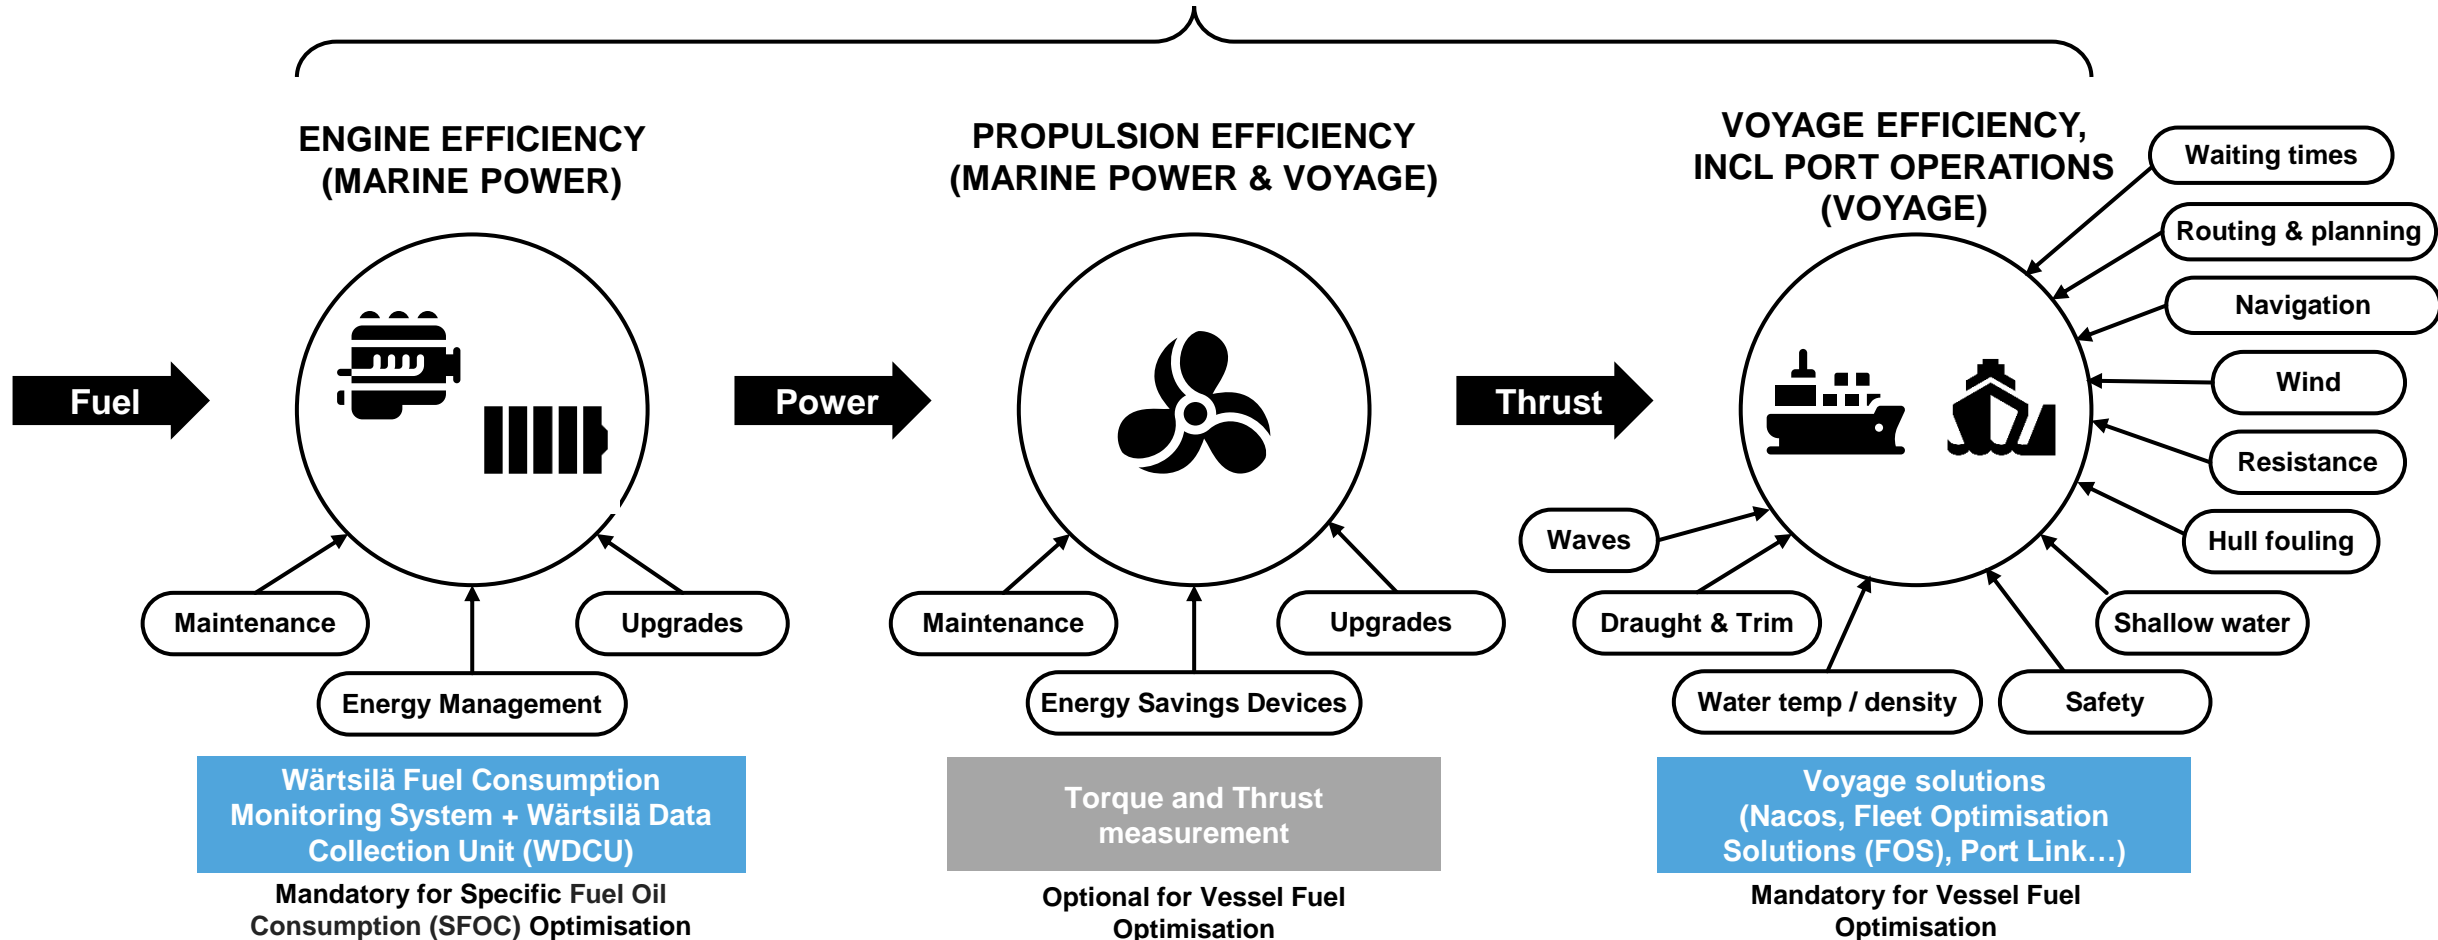 ENGINE EFFICIENCY
(MARINE POWER)
PROPULSION EFFICIENCY
(MARINE POWER & VOYAGE)
VOYAGE EFFICIENCY,
INCL PORT OPERATIONS
(VOYAGE)
Waiting times
Routing & planning
Navigation
Wind
Resistance
Hull fouling
Shallow water
Safety
Water temp / density
Draught & Trim
Waves
Fuel
Power
Thrust
Maintenance
Energy Management
Upgrades
Maintenance
Energy Savings Devices
Upgrades
Wärtsilä Fuel Consumption
Monitoring System + Wärtsilä Data
Collection Unit (WDCU)
Mandatory for Specific Fuel Oil
Consumption (SFOC) Optimisation
Torque and Thrust
measurement
Optional for Vessel Fuel
Optimisation
Voyage solutions
(Nacos, Fleet Optimisation
Solutions (FOS), Port Link…)
Mandatory for Vessel Fuel
Optimisation